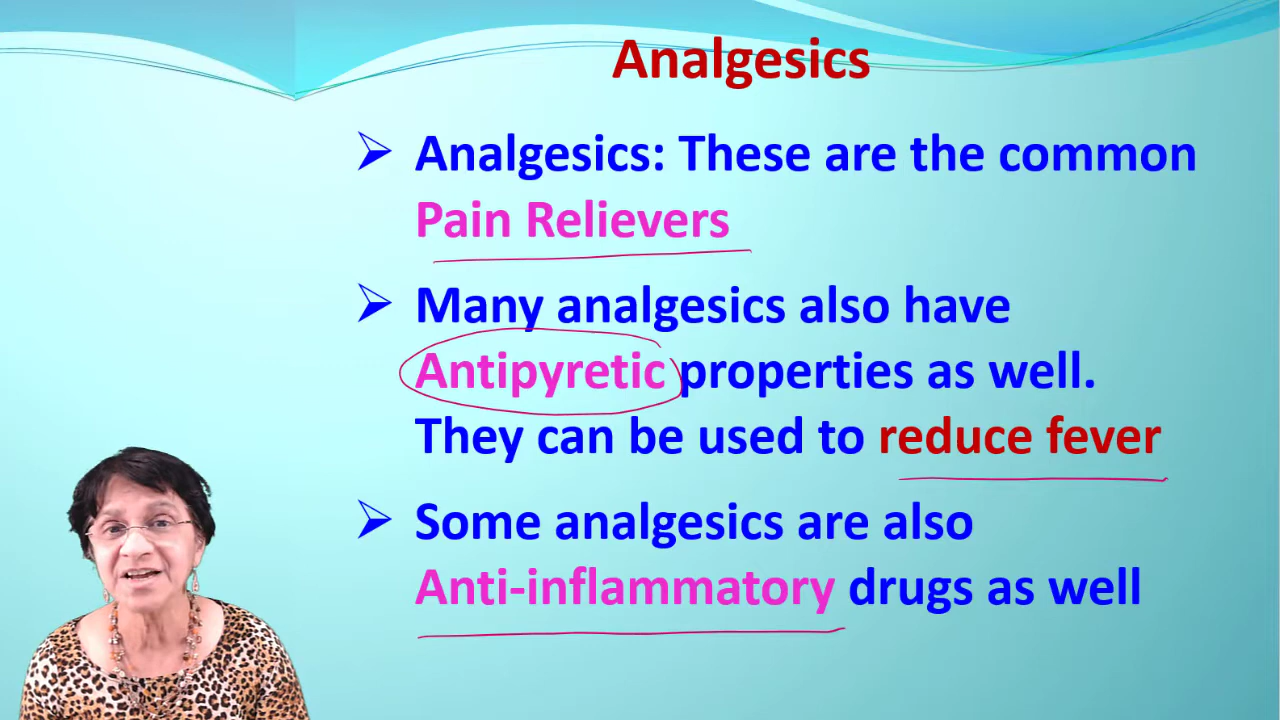 Analgesics
Analgesics: These are the common
Pain Relievers
Many analgesics also have
Antipyretic properties as well.
They can be used to reduce fever
Some analgesics are also
Anti-inflammatory drugs as well